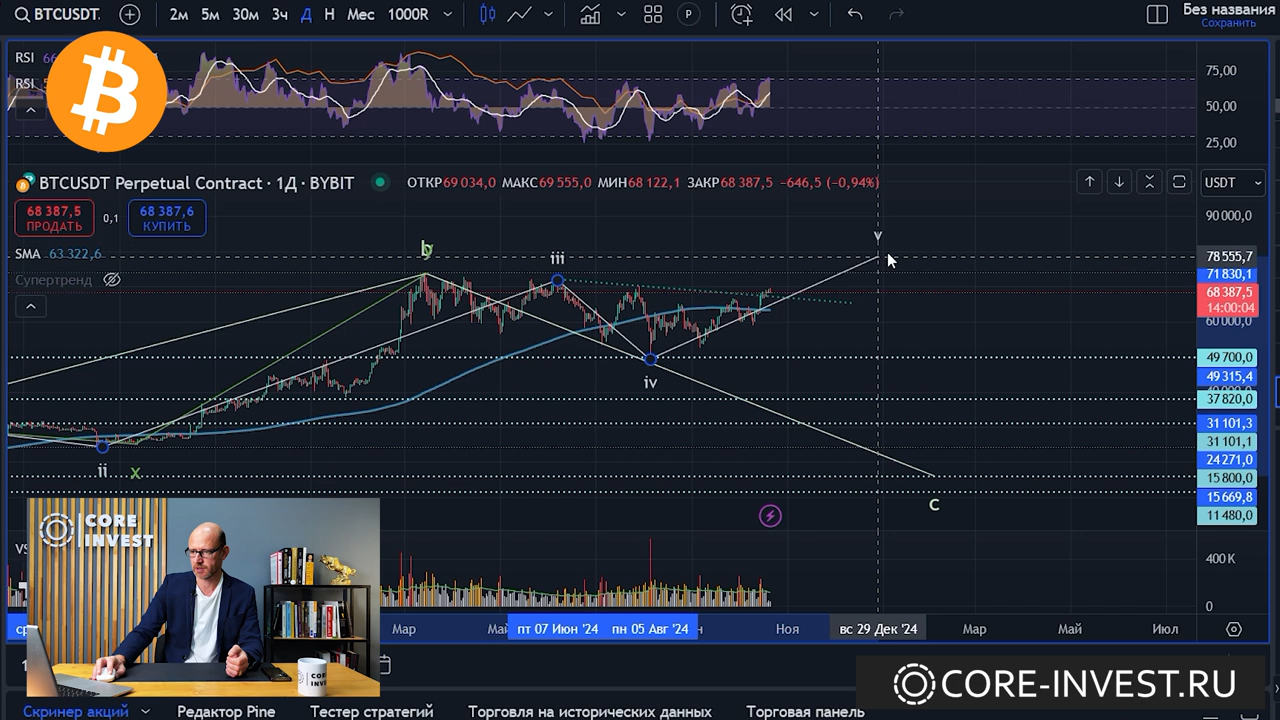 BTCUSDT.
2м 5м 30м 3ч Д Н Мес 1000R
P
Без названия
Сохранить
RSI
RSI
75,00
50,00
25,00
BTCUSDT Perpetual Contract · 1Д · BYBIT
ОТКР69 034,0 МАКС69 555,0 МИН68 122,1 ЗАКР68 387,5 −646,5 (−0,94%)
USDT
68 387,5
ПРОДАТЬ
0,1
68 387,6
КУПИТЬ
SMA 63 322,6
Супертренд
90 000,0
78 555,7
71 830,1
68 387,5
14:00:04
60 000,0
49 700,0
49 315,4
37 820,0
31 101,3
31 101,1
24 271,0
15 800,0
15 669,8
11 480,0
400 K
0
iii
v
iv
ii
x
C
CORE
INVEST
Мар
пт 07 Июн '24
пн 05 Авг '24
Ноя
вс 29 Дек '24
Мар
Май
Июл
CORE-INVEST.RU
Скринер акций
Редактор Pine
Тестер стратегий
Торговля на исторических данных
Торговая панель